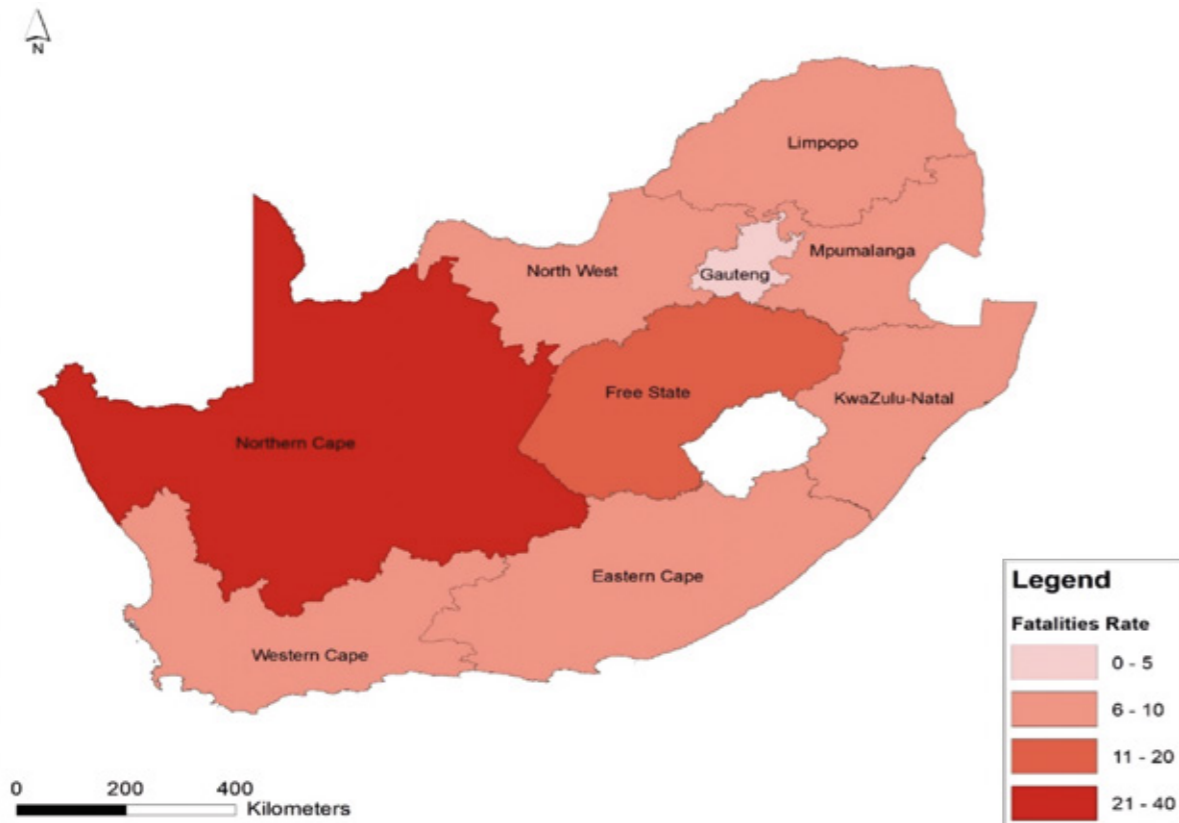 N
Limpopo
Mpumalanga
North West
Gauteng
Free State
KwaZulu-Natal
Northern Cape
Eastern Cape
Western Cape
Legend
Fatalities Rate
0 - 5
6 - 10
11 - 20
21 - 40
0 200 400
Kilometers